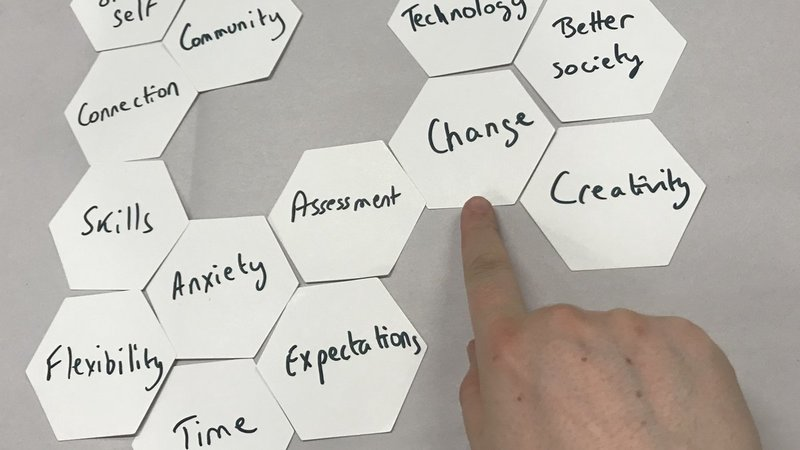 self
Community
Technology
Better
society
Connection
Change
Skills
Assessment
Creativity
Anxiety
Flexibility
Expectations
Time